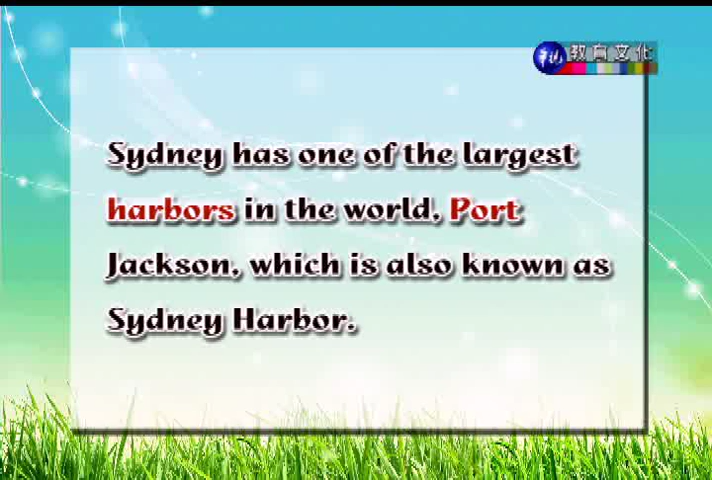 教育文化
Sydney has one of the largest
harbors in the world, Port
Jackson, which is also known as
Sydney Harbor.